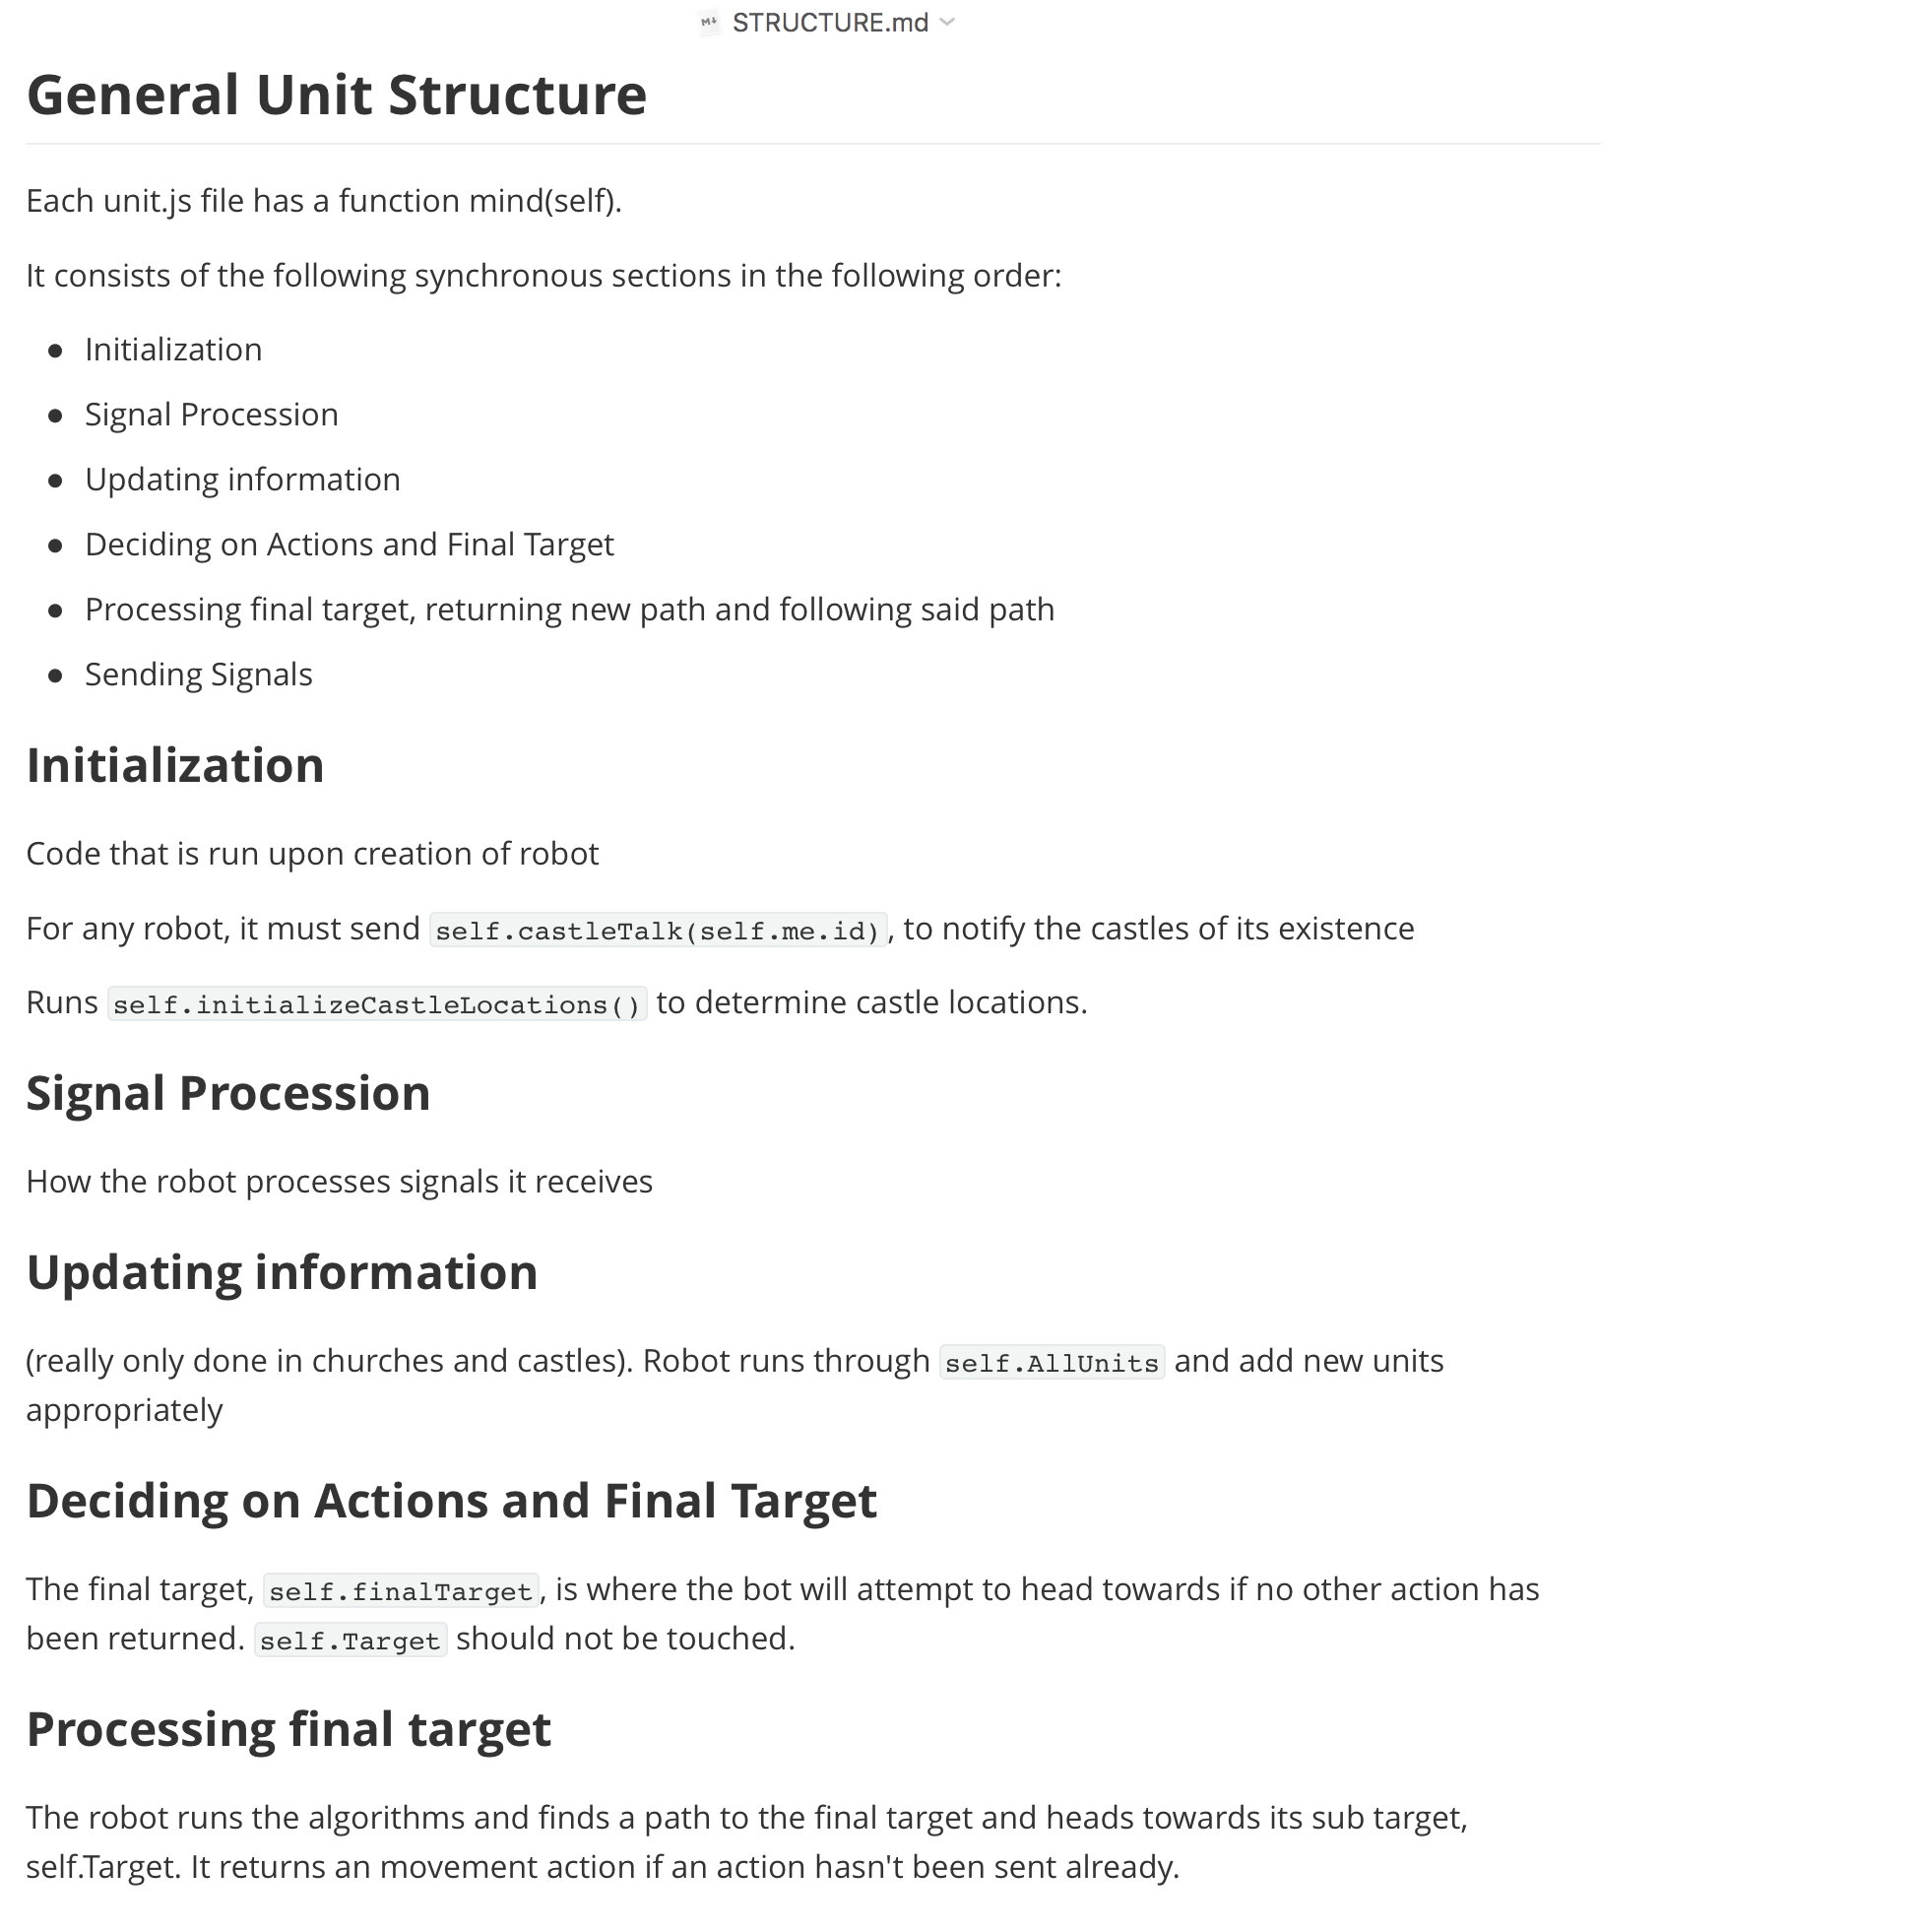 STRUCTURE.md
General Unit Structure
Each unit.js file has a function mind(self).
It consists of the following synchronous sections in the following order:
● Initialization
● Signal Procession
● Updating information
● Deciding on Actions and Final Target
● Processing final target, returning new path and following said path
● Sending Signals
Initialization
Code that is run upon creation of robot
For any robot, it must send self.castleTalk(self.me.id), to notify the castles of its existence
Runs self.initializeCastleLocations() to determine castle locations.
Signal Procession
How the robot processes signals it receives
Updating information
(really only done in churches and castles). Robot runs through self.AllUnits and add new units
appropriately
Deciding on Actions and Final Target
The final target, self.finalTarget, is where the bot will attempt to head towards if no other action has
been returned. self.Target should not be touched.
Processing final target
The robot runs the algorithms and finds a path to the final target and heads towards its sub target,
self.Target. It returns an movement action if an action hasn't been sent already.